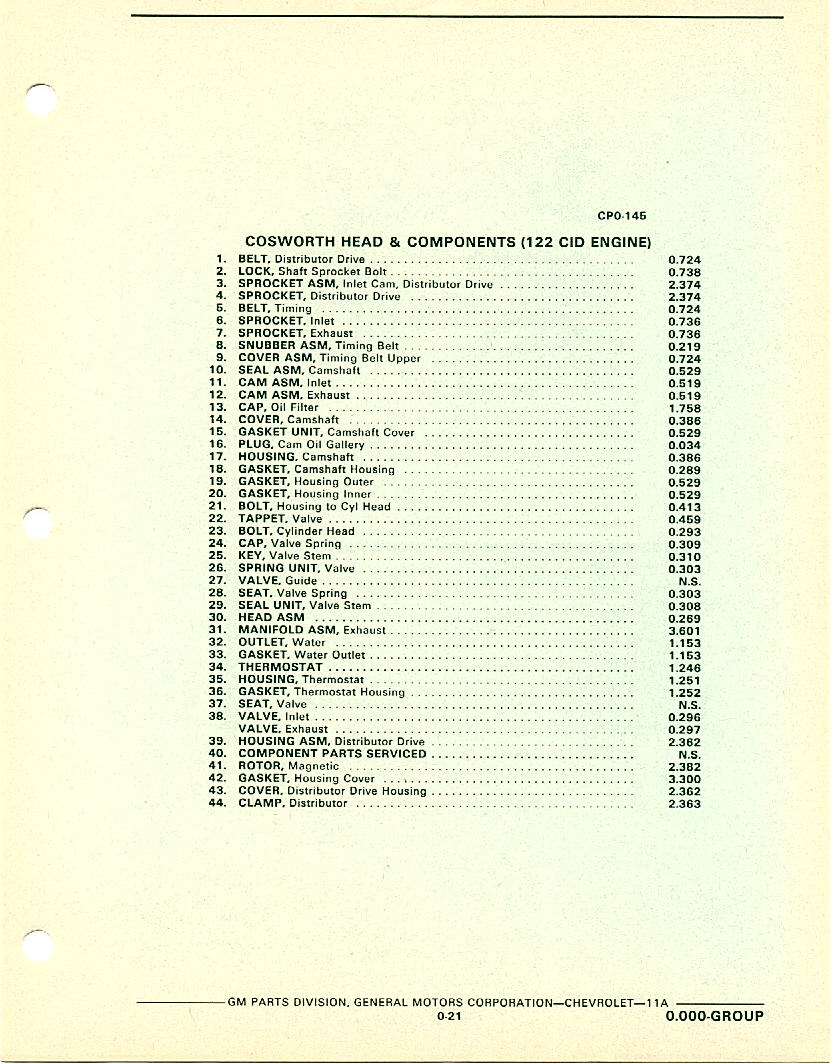 CPO-145
COSWORTH HEAD & COMPONENTS (122 CID ENGINE)
1. BELT, Distributor Drive 0.724
2. LOCK, Shaft Sprocket Bolt 0.738
3. SPROCKET ASM, Inlet Cam, Distributor Drive 2.374
4. SPROCKET, Distributor Drive 2.374
5. BELT, Timing 0.724
6. SPROCKET, Inlet 0.736
7. SPROCKET, Exhaust 0.736
8. SNUBBER ASM, Timing Belt 0.219
9. COVER ASM, Timing Belt Upper 0.724
10. SEAL ASM, Camshaft 0.529
11. CAM ASM, Inlet 0.519
12. CAM ASM, Exhaust 0.519
13. CAP, Oil Filter 1.758
14. COVER, Camshaft 0.386
15. GASKET UNIT, Camshaft Cover 0.529
16. PLUG, Cam Oil Gallery 0.034
17. HOUSING, Camshaft 0.386
18. GASKET, Camshaft Housing 0.289
19. GASKET, Housing Outer 0.529
20. GASKET, Housing Inner 0.529
21. BOLT, Housing to Cyl Head 0.413
22. TAPPET, Valve 0.459
23. BOLT, Cylinder Head 0.293
24. CAP, Valve Spring 0.309
25. KEY, Valve Stem 0.310
26. SPRING UNIT, Valve 0.303
27. VALVE, Guide N.S.
28. SEAT, Valve Spring 0.303
29. SEAL UNIT, Valve Stem 0.308
30. HEAD ASM 0.269
31. MANIFOLD ASM, Exhaust 3.601
32. OUTLET, Water 1.153
33. GASKET, Water Outlet 1.153
34. THERMOSTAT 1.246
35. HOUSING, Thermostat 1.251
36. GASKET, Thermostat Housing 1.252
37. SEAT, Valve N.S.
38. VALVE, Inlet 0.296
VALVE, Exhaust 0.297
39. HOUSING ASM, Distributor Drive 2.362
40. COMPONENT PARTS SERVICED N.S.
41. ROTOR, Magnetic 2.382
42. GASKET, Housing Cover 3.300
43. COVER, Distributor Drive Housing 2.362
44. CLAMP, Distributor 2.363
GM PARTS DIVISION, GENERAL MOTORS CORPORATION—CHEVROLET—11A
0-21 0.000-GROUP